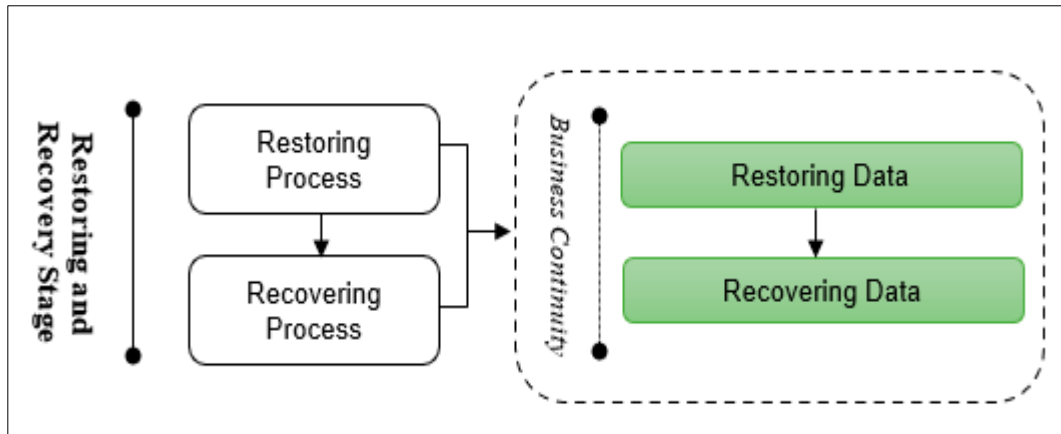 Restoring and
Recovery Stage
Restoring
Process
Recovering
Process
Business Continuity
Restoring Data
Recovering Data